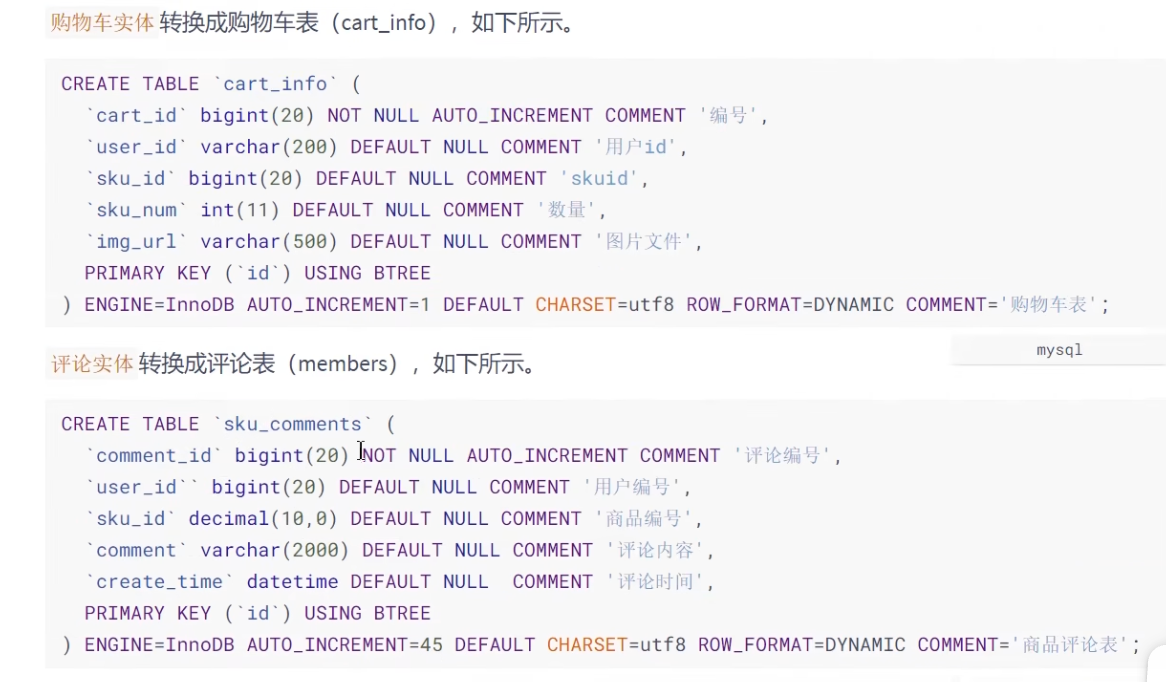 购物车实体 转换成购物车表（cart_info），如下所示。
CREATE TABLE `cart_info` (
`cart_id` bigint(20) NOT NULL AUTO_INCREMENT COMMENT '编号',
`user_id` varchar(200) DEFAULT NULL COMMENT '用户id',
`sku_id` bigint(20) DEFAULT NULL COMMENT 'skuid',
`sku_num` int(11) DEFAULT NULL COMMENT '数量',
`img_url` varchar(500) DEFAULT NULL COMMENT '图片文件',
PRIMARY KEY (`id`) USING BTREE
) ENGINE=InnoDB AUTO_INCREMENT=1 DEFAULT CHARSET=utf8 ROW_FORMAT=DYNAMIC COMMENT='购物车表';
评论实体 转换成评论表（members），如下所示。
mysql
CREATE TABLE `sku_comments` (
`comment_id` bigint(20) NOT NULL AUTO_INCREMENT COMMENT '评论编号',
`user_id`` bigint(20) DEFAULT NULL COMMENT '用户编号',
`sku_id` decimal(10,0) DEFAULT NULL COMMENT '商品编号',
`comment` varchar(2000) DEFAULT NULL COMMENT '评论内容',
`create_time` datetime DEFAULT NULL  COMMENT '评论时间',
PRIMARY KEY (`id`) USING BTREE
) ENGINE=InnoDB AUTO_INCREMENT=45 DEFAULT CHARSET=utf8 ROW_FORMAT=DYNAMIC COMMENT='商品评论表';